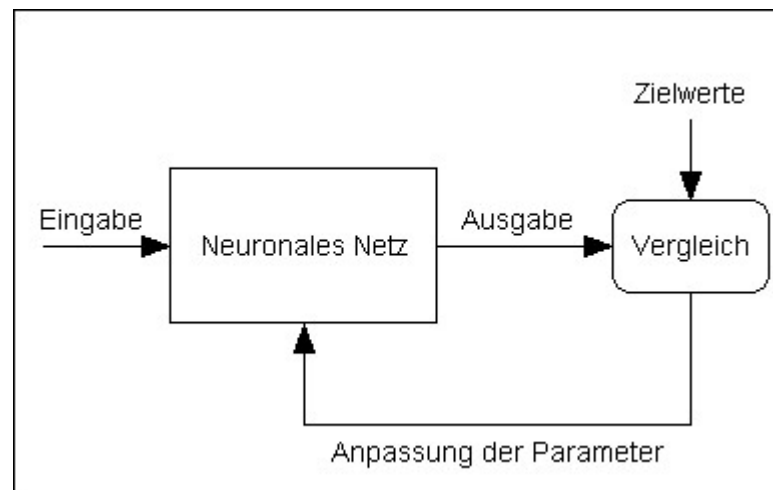 Zielwerte
Eingabe
Neuronales Netz
Ausgabe
Vergleich
Anpassung der Parameter